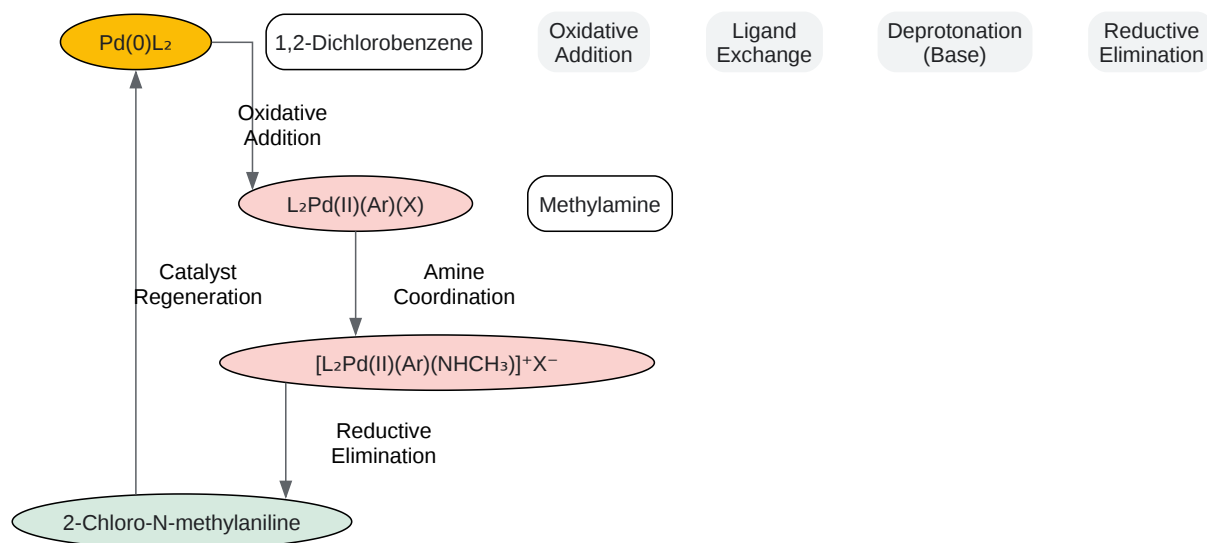 Pd(0)L₂
1,2-Dichlorobenzene
Oxidative
Addition
Ligand
Exchange
Deprotonation
(Base)
Reductive
Elimination
Oxidative
Addition
L₂Pd(II)(Ar)(X)
Methylamine
Catalyst
Regeneration
Amine
Coordination
[L₂Pd(II)(Ar)(NHCH₃)]⁺X⁻
Reductive
Elimination
2-Chloro-N-methylaniline